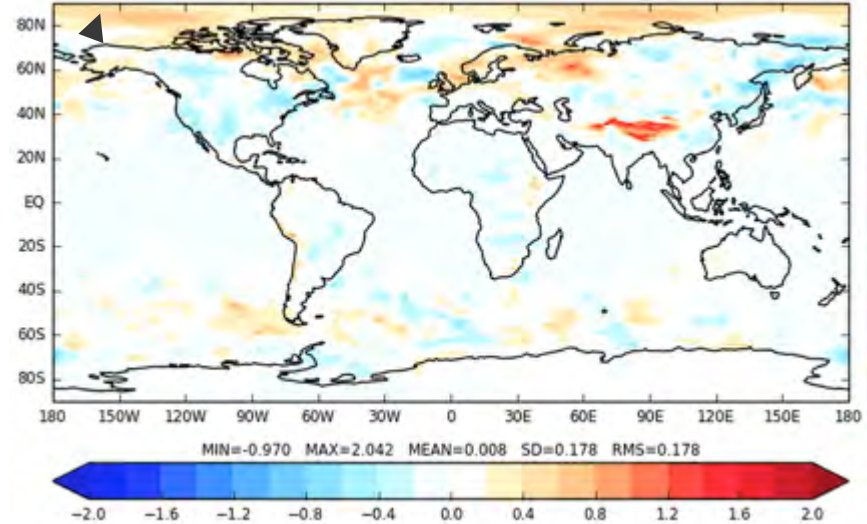 80N
60N
40N
20N
EQ
20S
40S
60S
80S
180 150W 120W 90W 60W 30W 0 30E 60E 90E 120E 150E 180
MIN=-0.970 MAX=2.042 MEAN=0.008 SD=0.178 RMS=0.178
−2.0 −1.6 −1.2 −0.8 −0.4 0.0 0.4 0.8 1.2 1.6 2.0